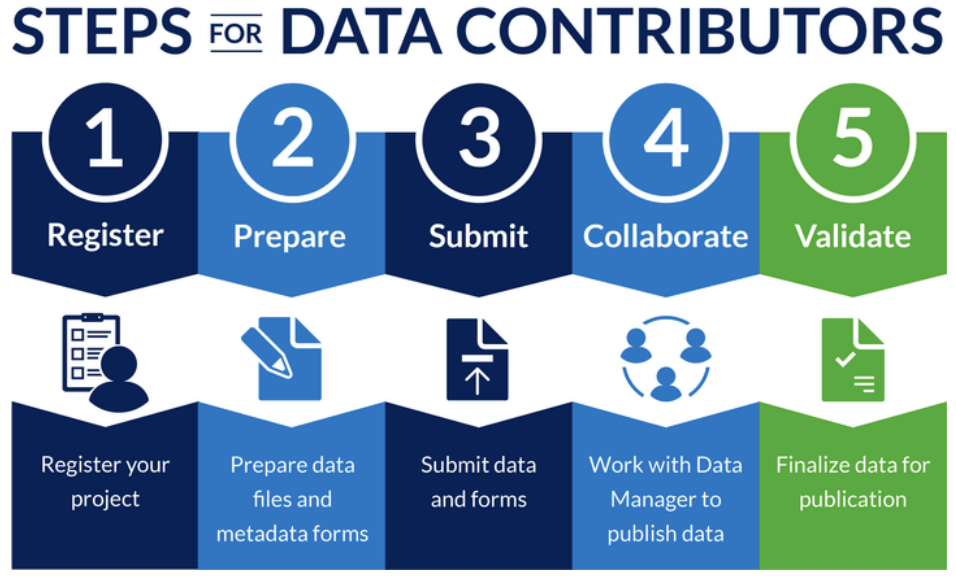 STEPS FOR DATA CONTRIBUTORS
1
Register
Register your
project
2
Prepare
Prepare data
files and
metadata forms
3
Submit
Submit data
and forms
4
Collaborate
Work with Data
Manager to
publish data
5
Validate
Finalize data for
publication